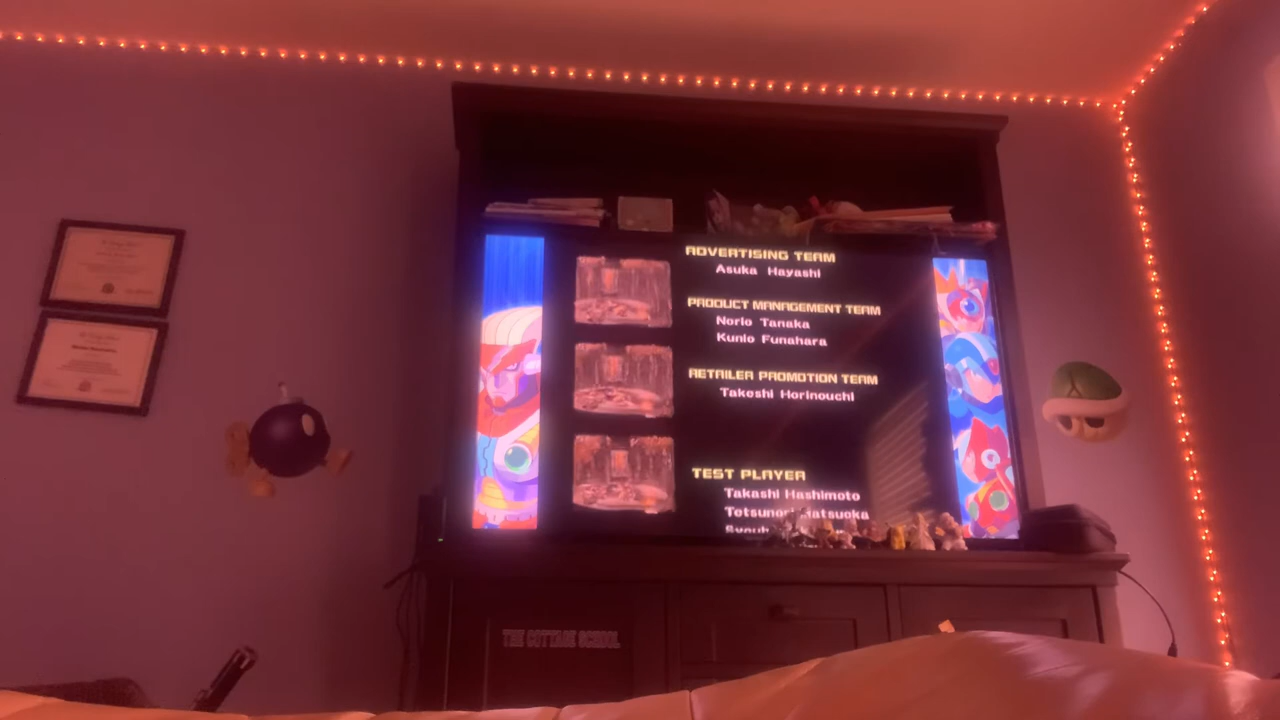 ADVERTISING TEAM
Asuka Hayashi
PRODUCT MANAGEMENT TEAM
Norio Tanaka
Kunio Funahara
RETAILER PROMOTION TEAM
Takeshi Horinouchi
TEST PLAYER
Takashi Hashimoto
THE COTTAGE SCHOOL